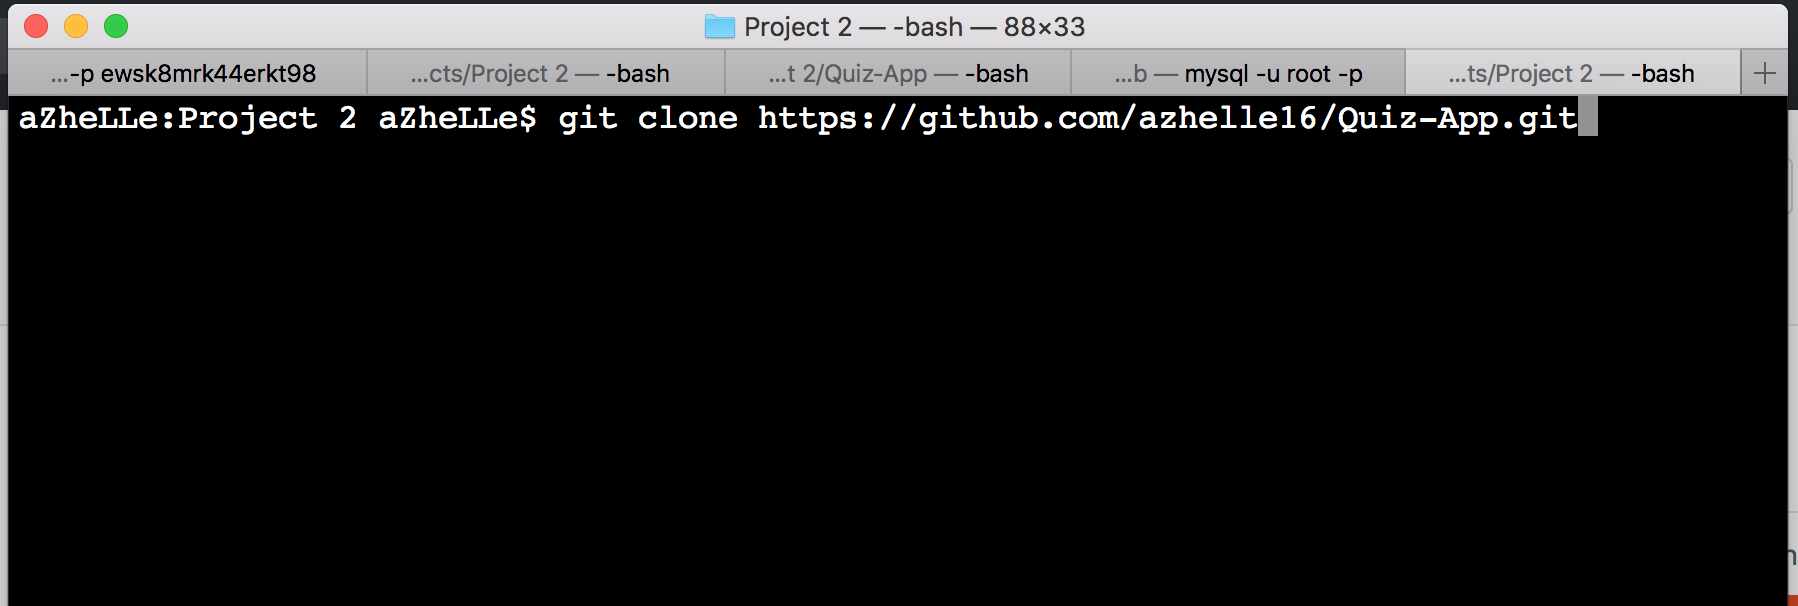 Project 2 — -bash — 88×33
...-p ewsk8mrk44erkt98 ...cts/Project 2 — -bash ...t 2/Quiz-App — -bash ...b — mysql -u root -p ...ts/Project 2 — -bash +
aZheLLe:Project 2 aZheLLe$ git clone https://github.com/azhelle16/Quiz-App.git